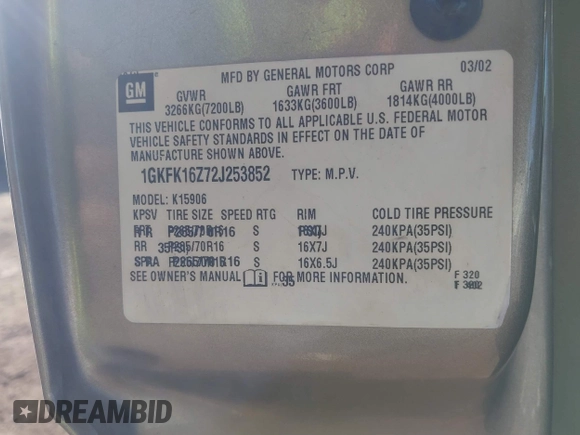 MFD BY GENERAL MOTORS CORP 03/02
GM
GVWR GAWR FRT GAWR RR
3266KG(7200LB) 1633KG(3600LB) 1814KG(4000LB)
THIS VEHICLE CONFORMS TO ALL APPLICABLE U.S. FEDERAL MOTOR
VEHICLE SAFETY STANDARDS IN EFFECT ON THE DATE OF
MANUFACTURE SHOWN ABOVE.
1GKFK16Z72J253852 TYPE: M.P.V.
MODEL: K15906
KPSV TIRE SIZE SPEED RTG RIM COLD TIRE PRESSURE
S 240KPA(35PSI)
RR S 16X7J 240KPA(35PSI)
S 16X6.5J 240KPA(35PSI)
SEE OWNER'S MANUAL FOR MORE INFORMATION.
F 320
DREAMBID